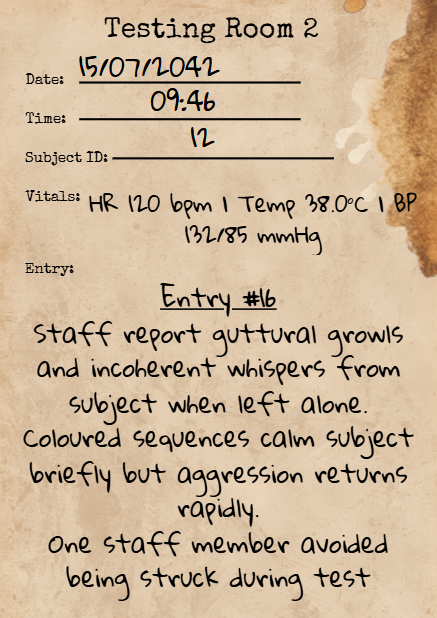 Testing Room 2
Date: 15/07/2042
Time: 09:46
Subject ID: 12
Vitals: HR 120 bpm | Temp 38.0°C | BP
132/85 mmHg
Entry:
Entry #16
Staff report guttural growls
and incoherent whispers from
subject when left alone.
Coloured sequences calm subject
briefly but aggression returns
rapidly.
One staff member avoided
being struck during test